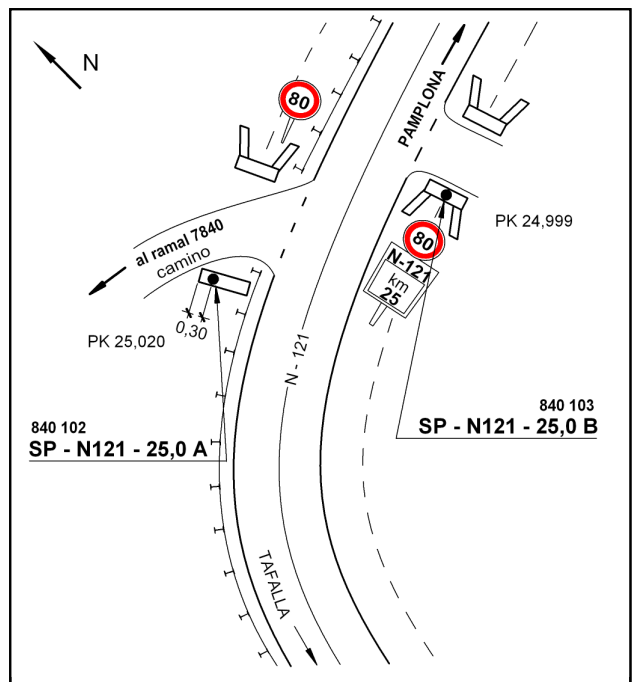 N
80
PAMPLONA
PK 24,999
al ramal 7840
camino
80
N-121
km
25
0,30
PK 25,020
N - 121
840 102
SP - N121 - 25,0 A
840 103
SP - N121 - 25,0 B
TAFALLA